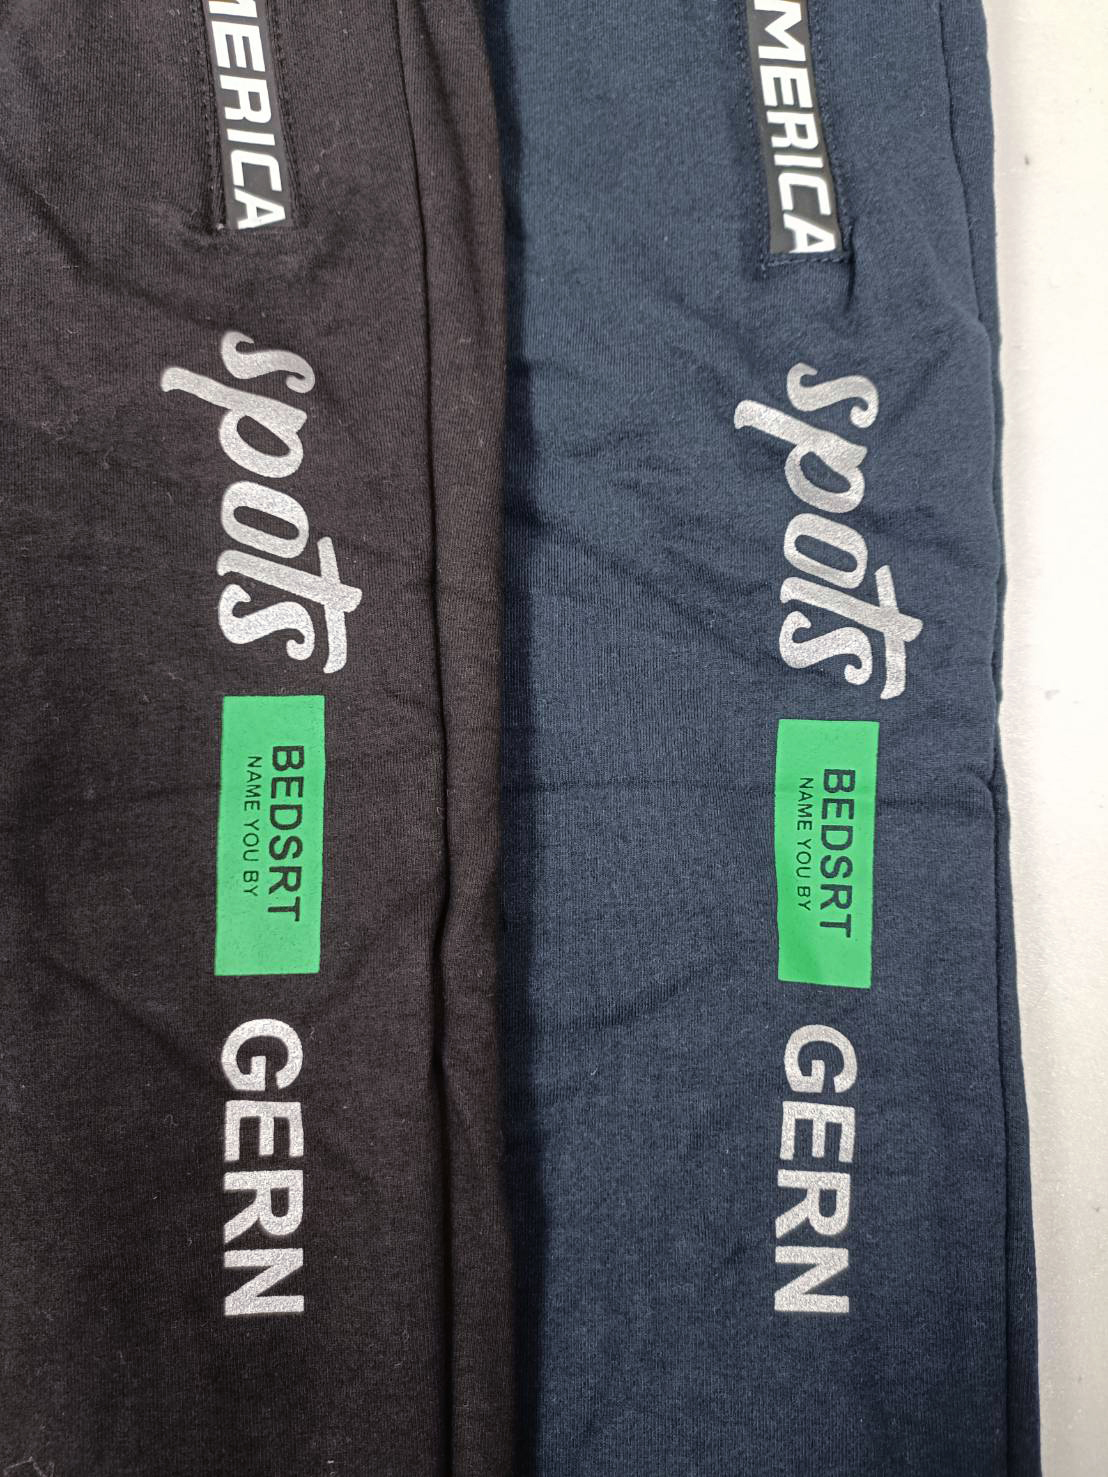 MERICA
spots
BEDSRT
NAME YOU BY
GERN
MERICA
spots
BEDSRT
NAME YOU BY
GERN